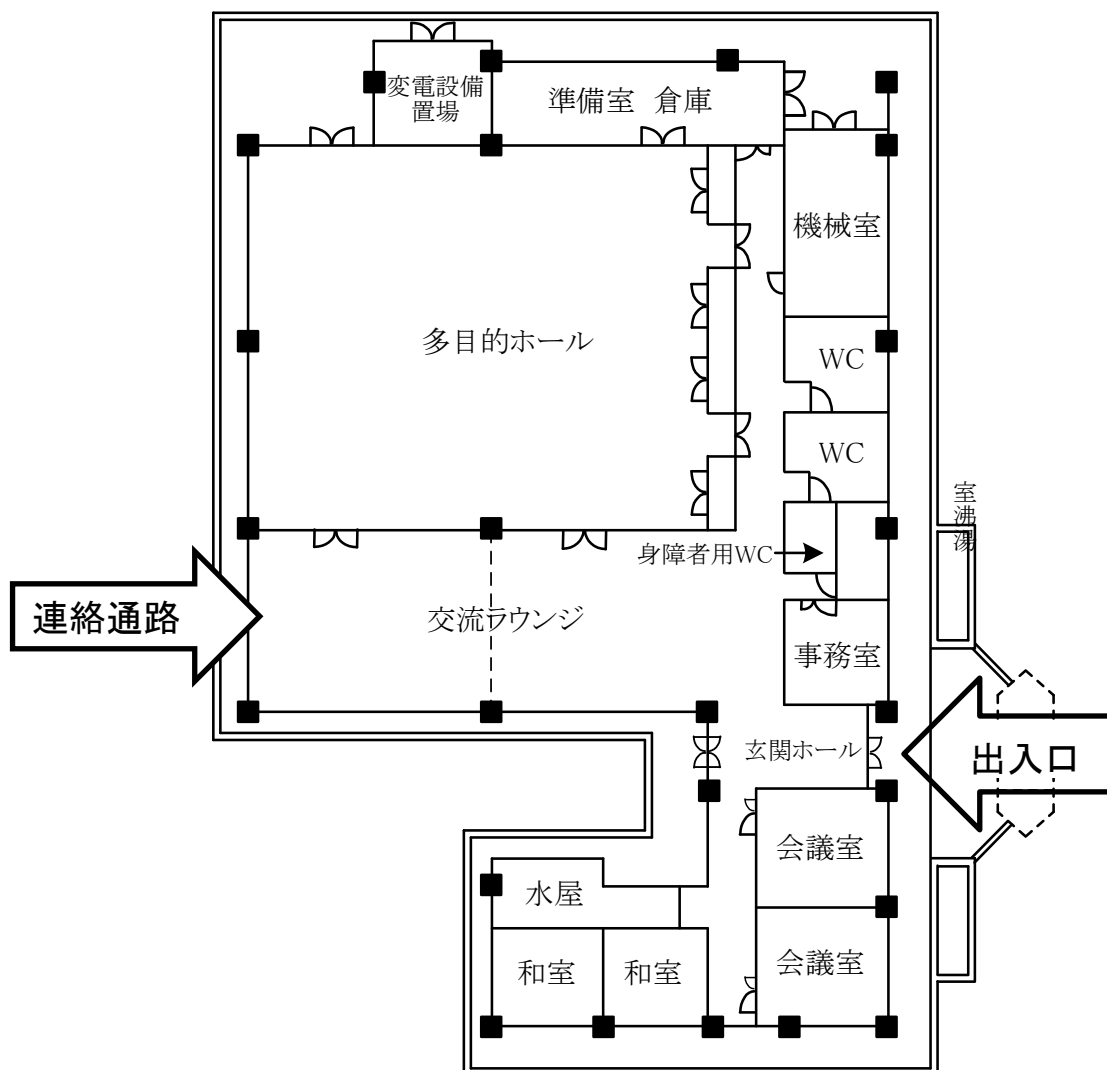 変電設備
置場
準備室 倉庫
機械室
多目的ホール
WC
WC
室沸湯
身障者用WC
連絡通路
交流ラウンジ
事務室
玄関ホール
出入口
会議室
水屋
和室
和室
会議室